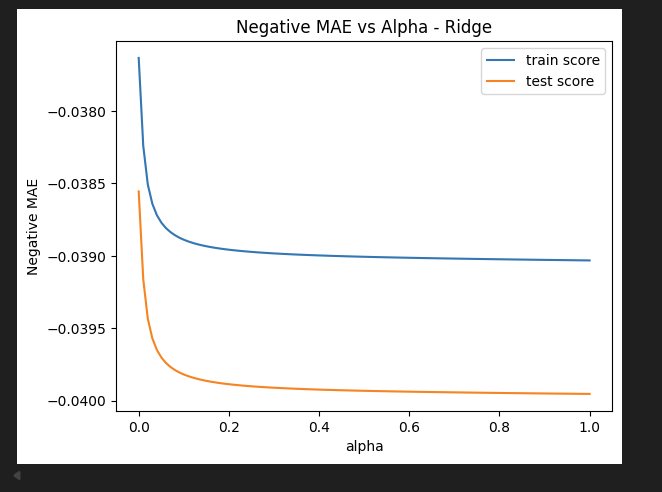 Negative MAE vs Alpha - Ridge
train score
test score
−0.0380
−0.0385
−0.0390
−0.0395
−0.0400
Negative MAE
0.0 0.2 0.4 0.6 0.8 1.0
alpha